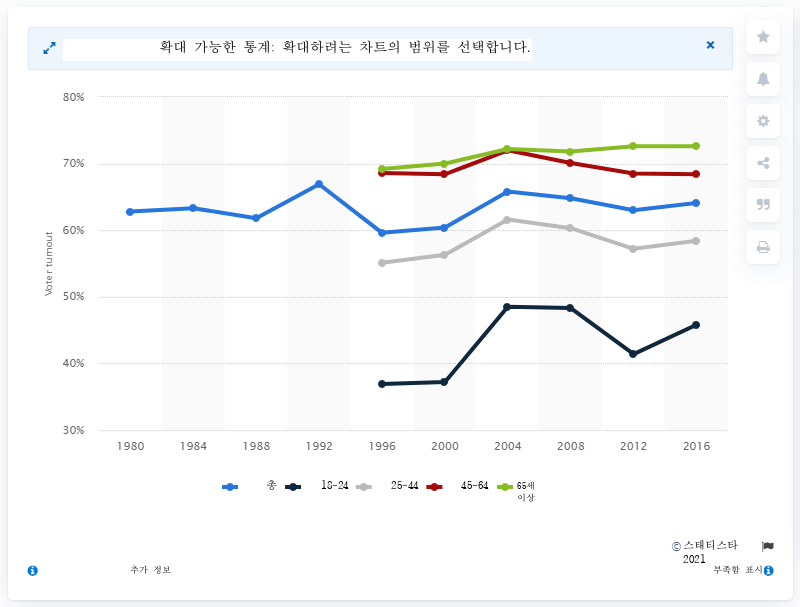 확대 가능한 통계: 확대하려는 차트의 범위를 선택합니다.
80%
70%
60%
50%
40%
30%
Voter turnout
1980 1984 1988 1992 1996 2000 2004 2008 2012 2016
총 18-24 25-44 45-64 65세
이상
© 스태티스타
2021
추가 정보 부족함 표시